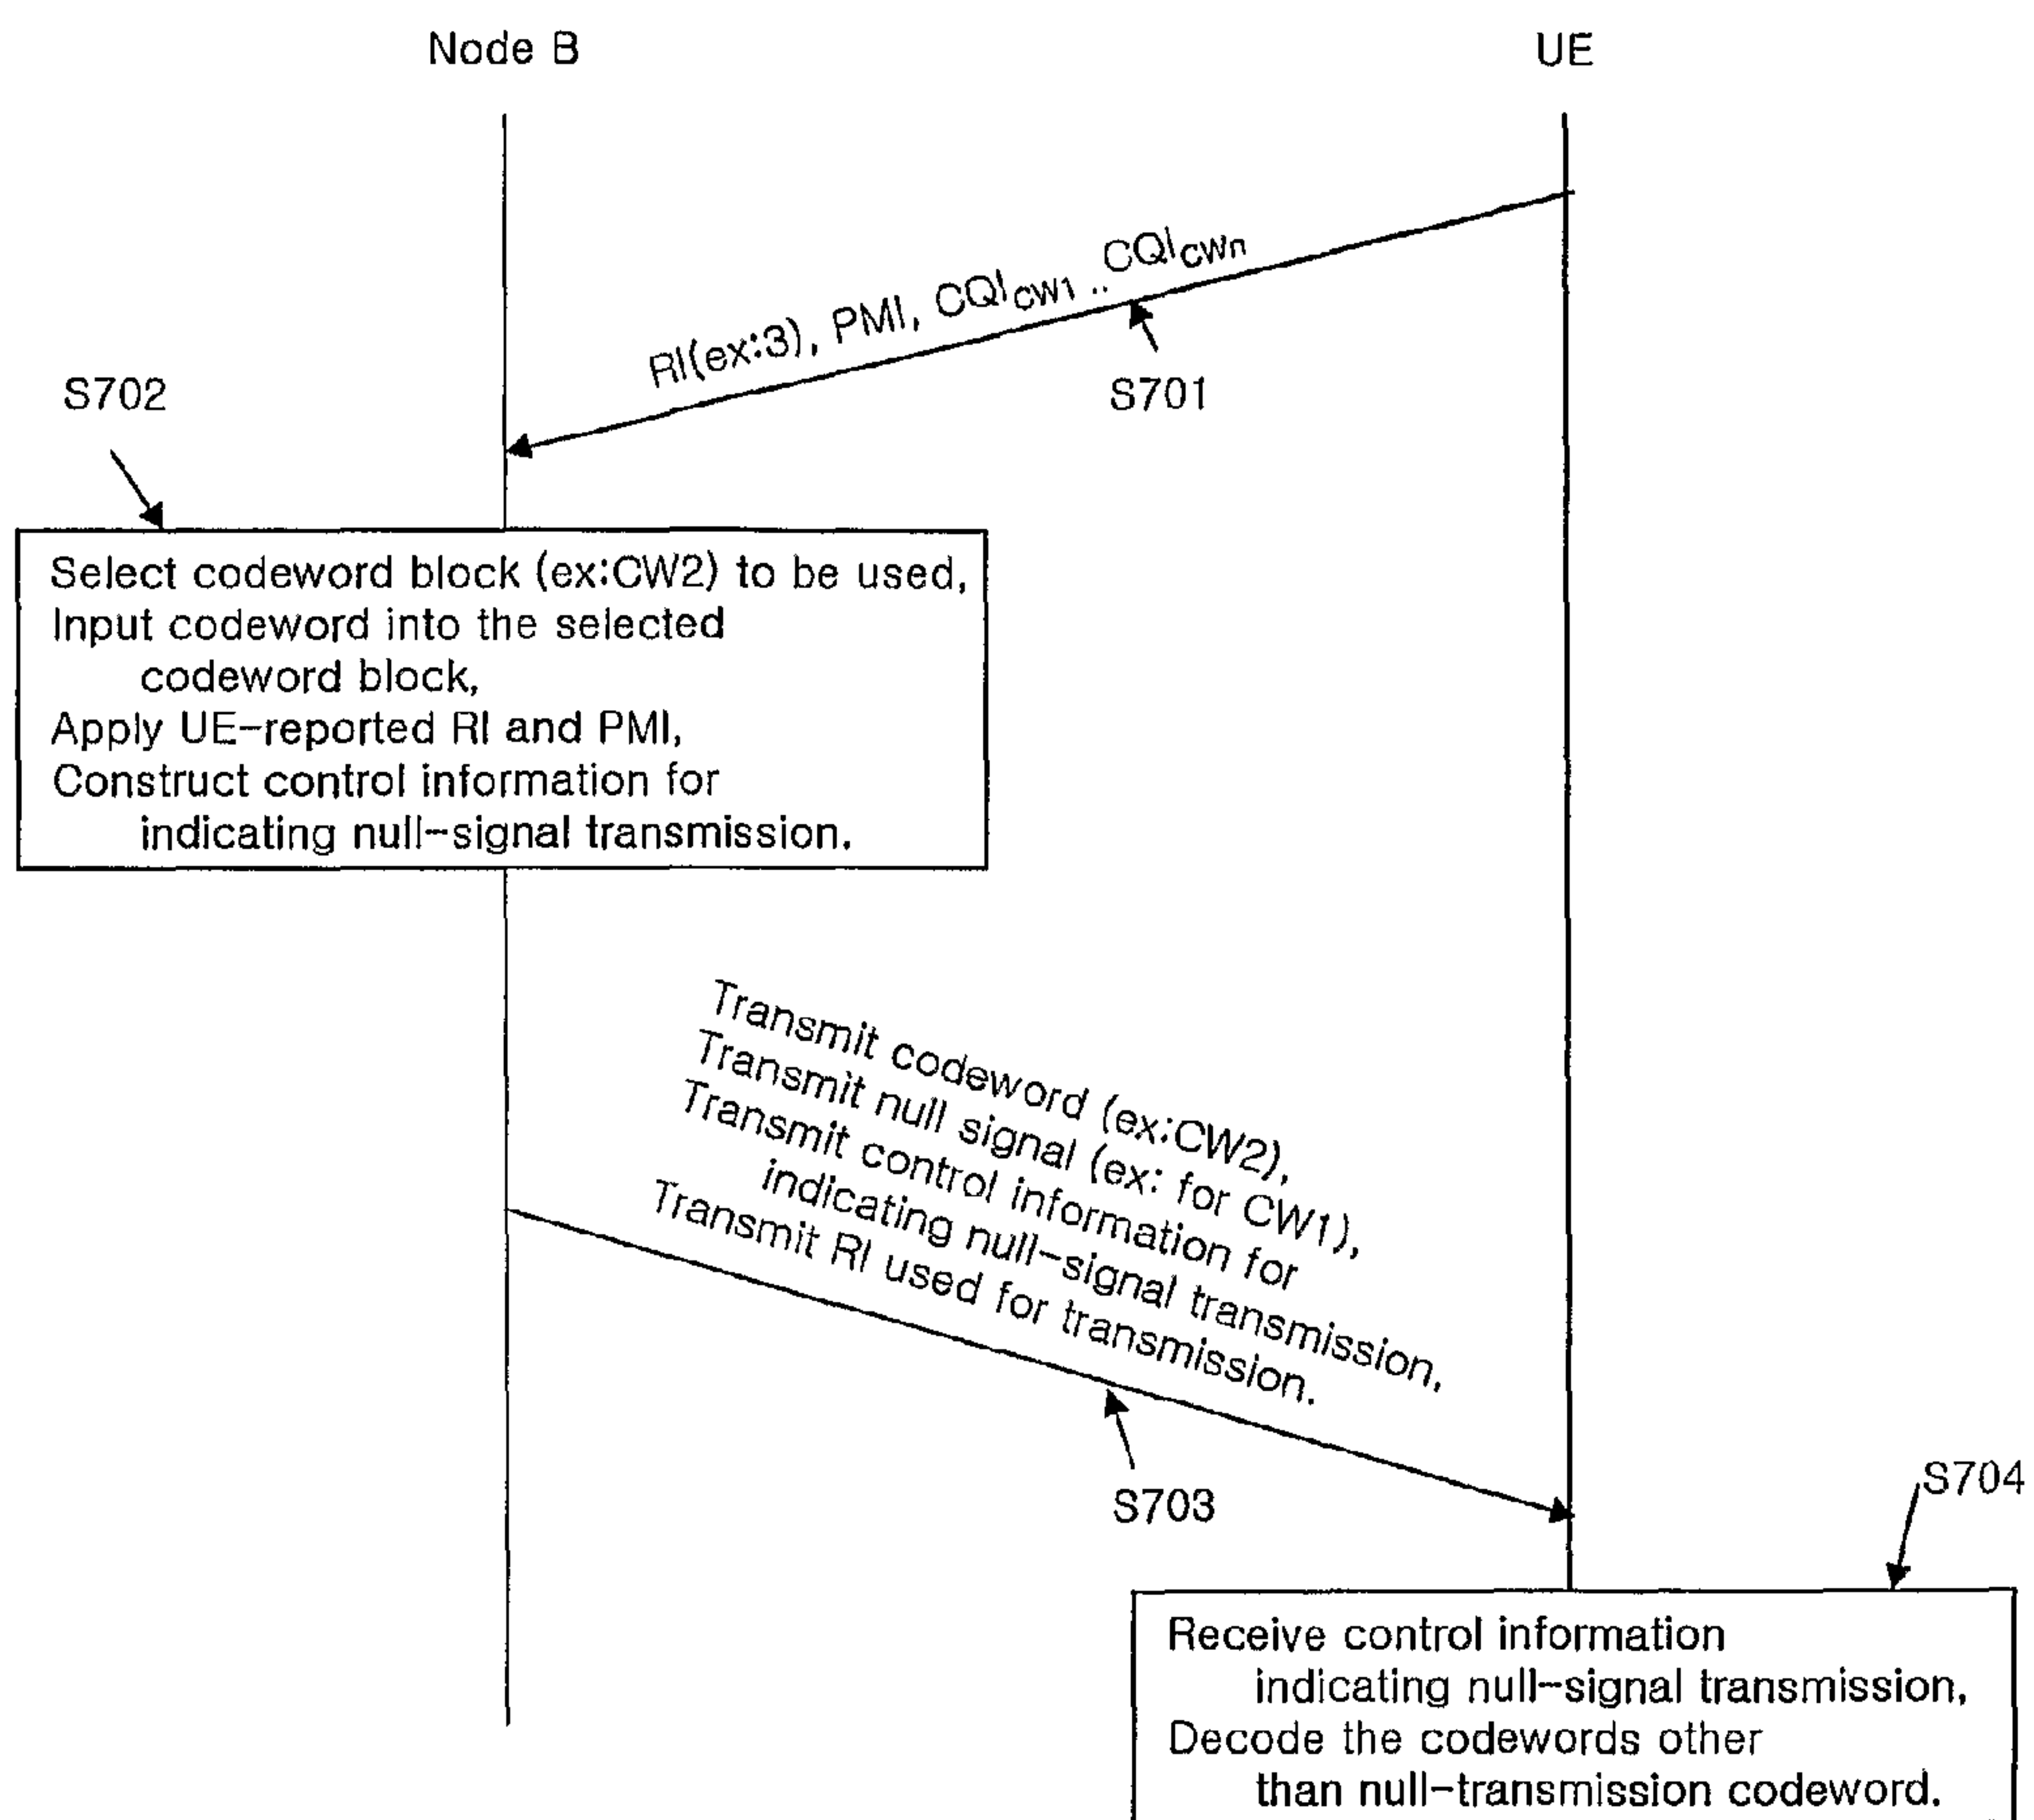 Node B
UE
RI(ex:3), PMI, CQI_CW1 .. CQI_CWn
S701
S702
Select codeword block (ex:CW2) to be used,
Input codeword into the selected
codeword block,
Apply UE-reported RI and PMI,
Construct control information for
indicating null-signal transmission.
Transmit codeword (ex:CW2),
Transmit null signal (ex: for CW1),
Transmit control information for
indicating null-signal transmission,
Transmit RI used for transmission.
S703
S704
Receive control information
indicating null-signal transmission,
Decode the codewords other
than null-transmission codeword.